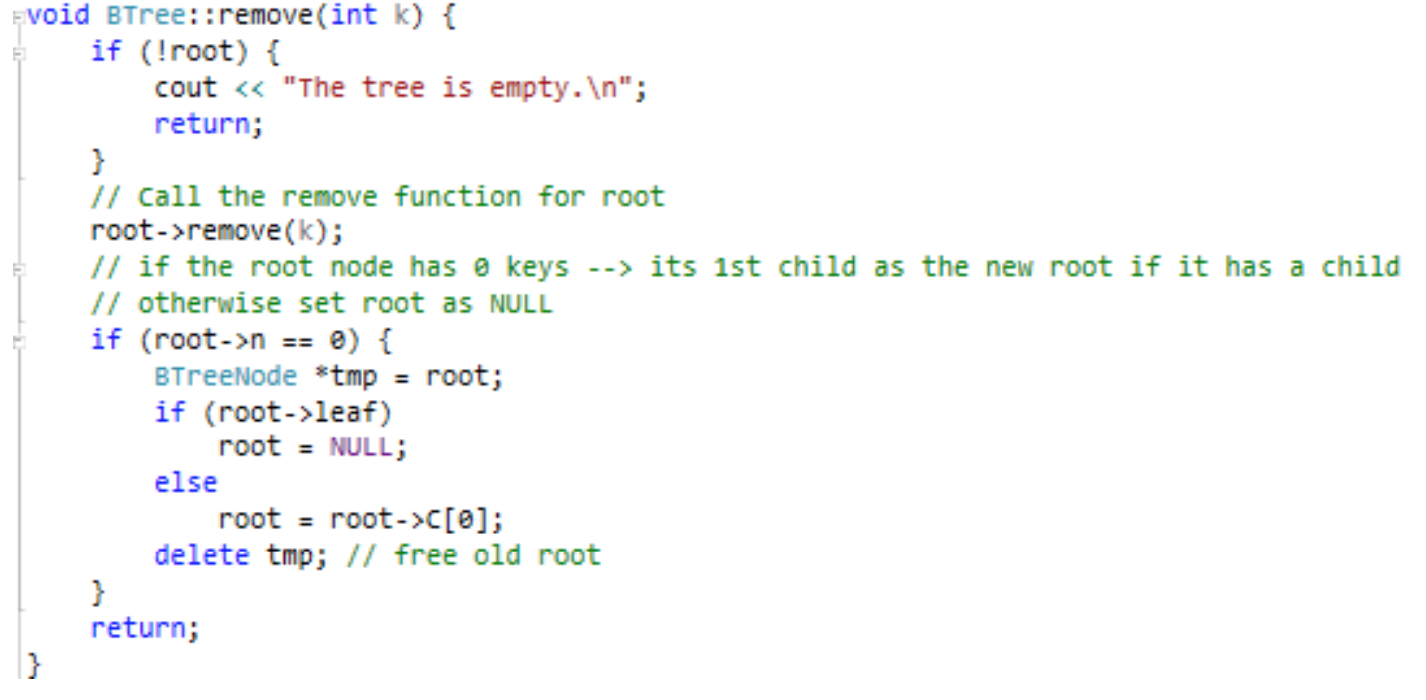 void BTree::remove(int k) {
    if (!root) {
        cout << "The tree is empty.\n";
        return;
    }
    // Call the remove function for root
    root->remove(k);
    // if the root node has 0 keys --> its 1st child as the new root if it has a child
    // otherwise set root as NULL
    if (root->n == 0) {
        BTreeNode *tmp = root;
        if (root->leaf)
            root = NULL;
        else
            root = root->C[0];
        delete tmp; // free old root
    }
    return;
}